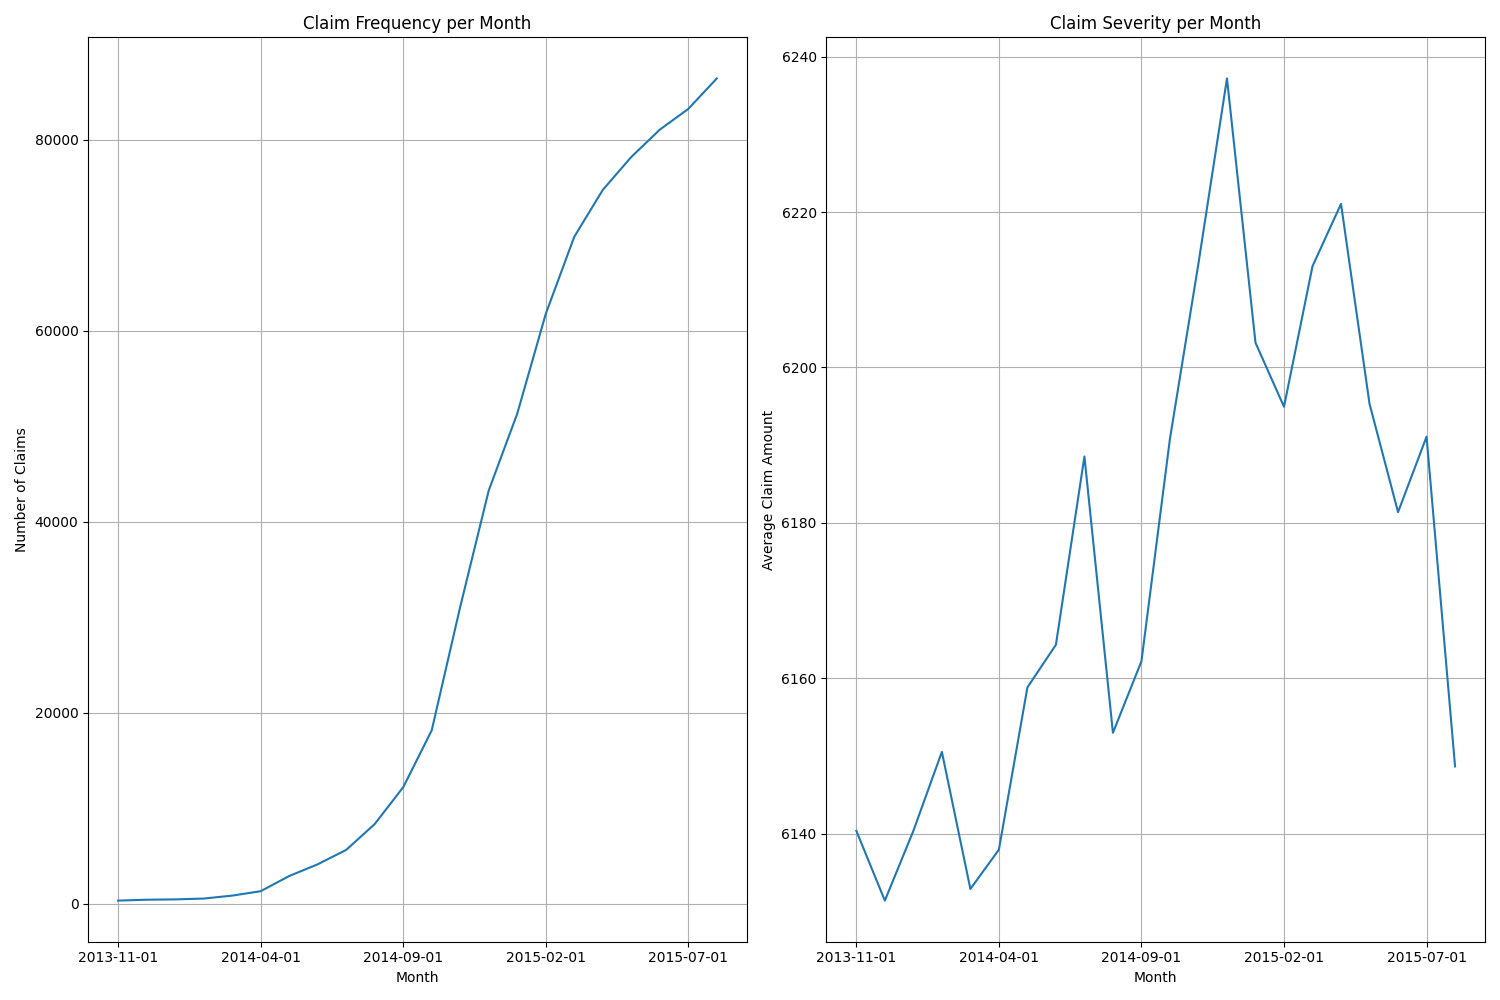 Claim Frequency per Month
Number of Claims
80000
60000
40000
20000
0
2013-11-01 2014-04-01 2014-09-01 2015-02-01 2015-07-01
Month
Claim Severity per Month
Average Claim Amount
6240
6220
6200
6180
6160
6140
2013-11-01 2014-04-01 2014-09-01 2015-02-01 2015-07-01
Month